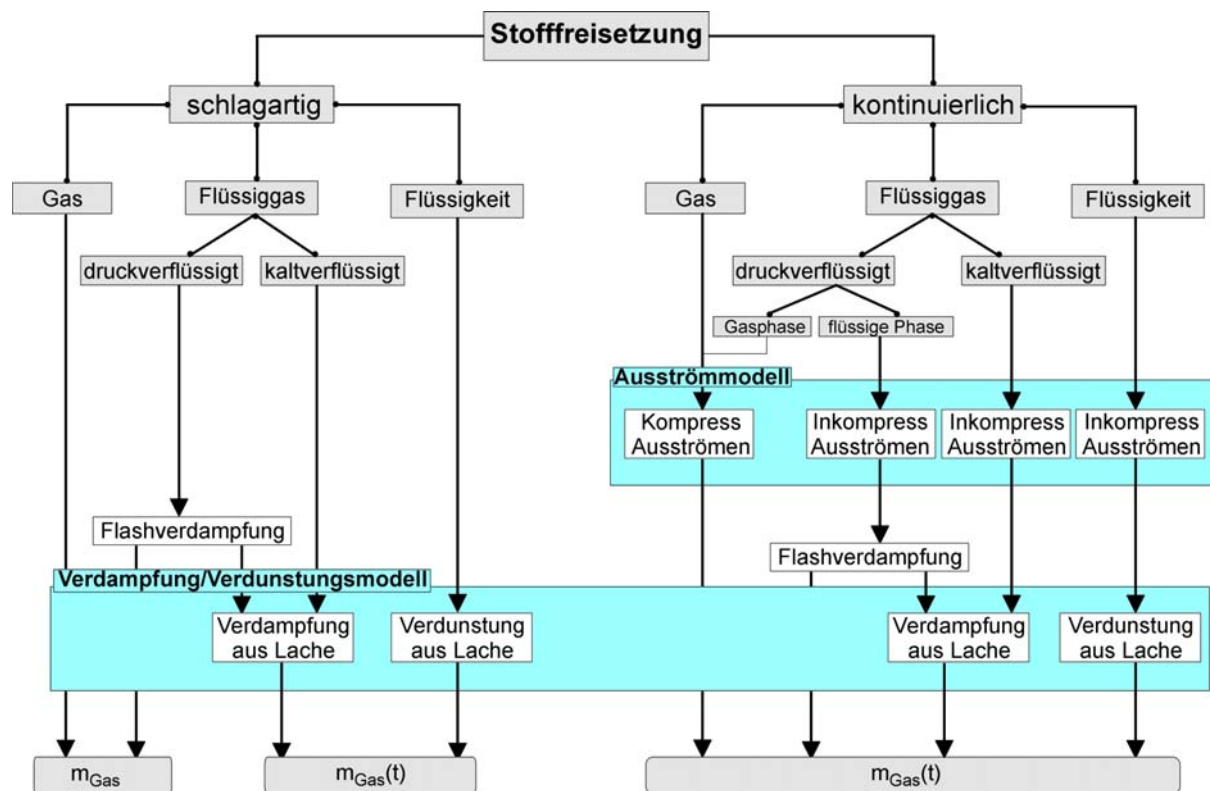 Stofffreisetzung
schlagartig
kontinuierlich
Gas
Flüssiggas
Flüssigkeit
Gas
Flüssiggas
Flüssigkeit
druckverflüssigt
kaltverflüssigt
druckverflüssigt
kaltverflüssigt
Gasphase
flüssige Phase
Ausströmmodell
Kompress
Ausströmen
Inkompress
Ausströmen
Inkompress
Ausströmen
Inkompress
Ausströmen
Flashverdampfung
Flashverdampfung
Verdampfung/Verdunstungsmodell
Verdampfung
aus Lache
Verdunstung
aus Lache
Verdampfung
aus Lache
Verdunstung
aus Lache
mGas
mGas(t)
mGas(t)